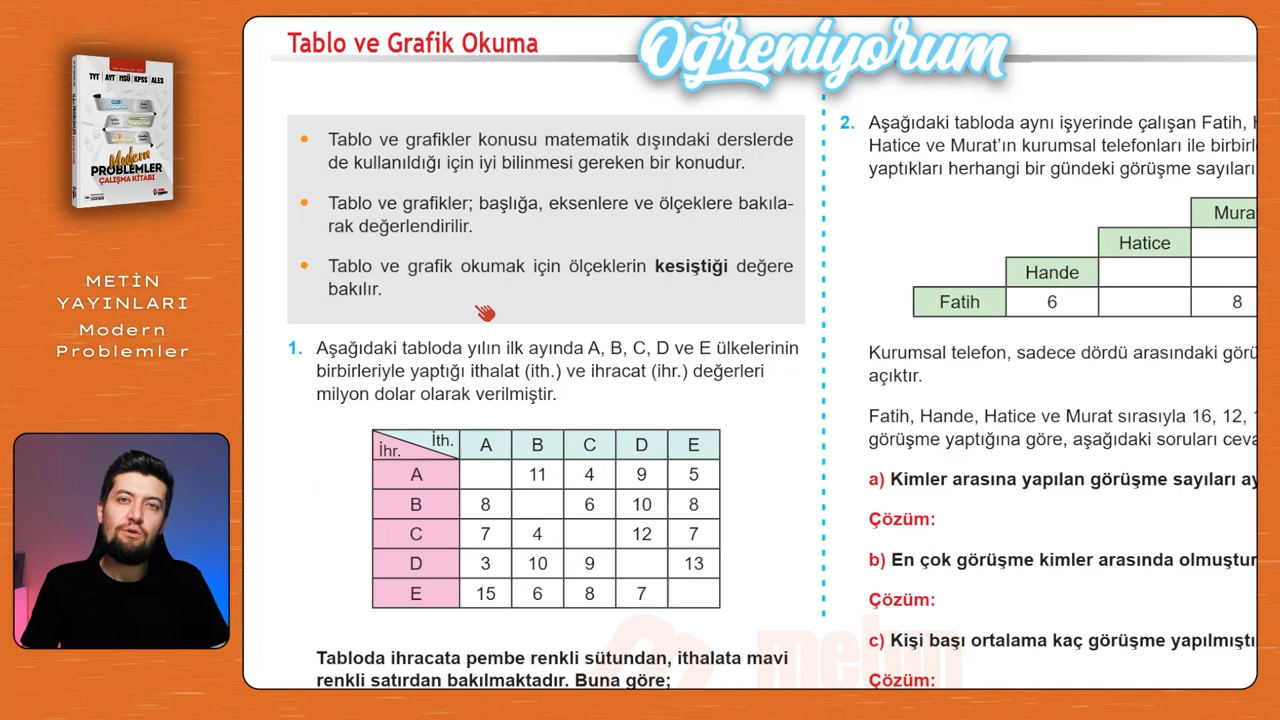 TYT AYT MSÜ KPSS ALES
Modern
PROBLEMLER
ÇALIŞMA KİTABI
METİN
YAYINLARI
Modern
Problemler
Tablo ve Grafik Okuma
Öğreniyorum
Tablo ve grafikler konusu matematik dışındaki derslerde
de kullanıldığı için iyi bilinmesi gereken bir konudur.
Tablo ve grafikler; başlığa, eksenlere ve ölçeklere bakıla-
rak değerlendirilir.
Tablo ve grafik okumak için ölçeklerin kesiştiği değere
bakılır.
1. Aşağıdaki tabloda yılın ilk ayında A, B, C, D ve E ülkelerinin
birbirleriyle yaptığı ithalat (ith.) ve ihracat (ihr.) değerleri
milyon dolar olarak verilmiştir.
İhr. İth. A B C D E
A 11 4 9 5
B 8 6 10 8
C 7 4 12 7
D 3 10 9 13
E 15 6 8 7
Tabloda ihracata pembe renkli sütundan, ithalata mavi
renkli satırdan bakılmaktadır. Buna göre;
metin
2. Aşağıdaki tabloda aynı işyerinde çalışan Fatih, H
Hatice ve Murat'ın kurumsal telefonları ile birbirle
yaptıkları herhangi bir gündeki görüşme sayıları
Mura
Hatice
Hande
Fatih 6 8
Kurumsal telefon, sadece dördü arasındaki görü
açıktır.
Fatih, Hande, Hatice ve Murat sırasıyla 16, 12, 1
görüşme yaptığına göre, aşağıdaki soruları ceva
a) Kimler arasına yapılan görüşme sayıları ay
Çözüm:
b) En çok görüşme kimler arasında olmuştur
Çözüm:
c) Kişi başı ortalama kaç görüşme yapılmıştı
Çözüm: